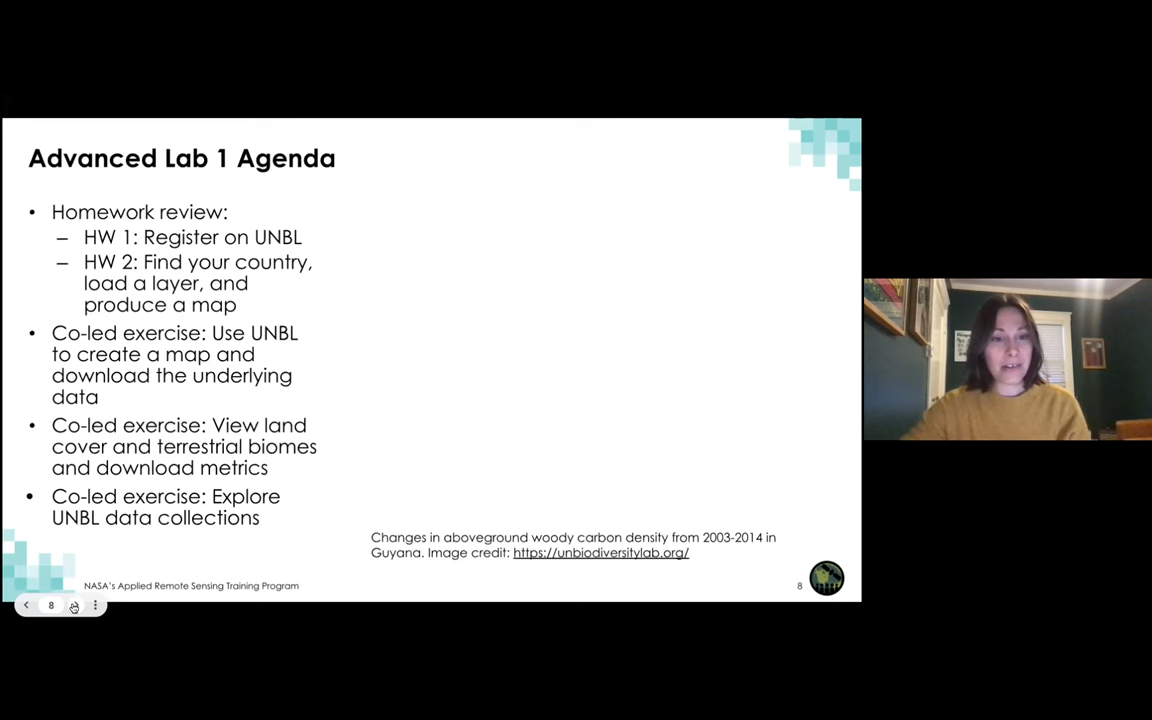 Advanced Lab 1 Agenda
• Homework review:
– HW 1: Register on UNBL
– HW 2: Find your country,
load a layer, and
produce a map
• Co-led exercise: Use UNBL
to create a map and
download the underlying
data
• Co-led exercise: View land
cover and terrestrial biomes
and download metrics
• Co-led exercise: Explore
UNBL data collections
Changes in aboveground woody carbon density from 2003-2014 in
Guyana. Image credit: https://unbiodiversitylab.org/
NASA's Applied Remote Sensing Training Program
8
8